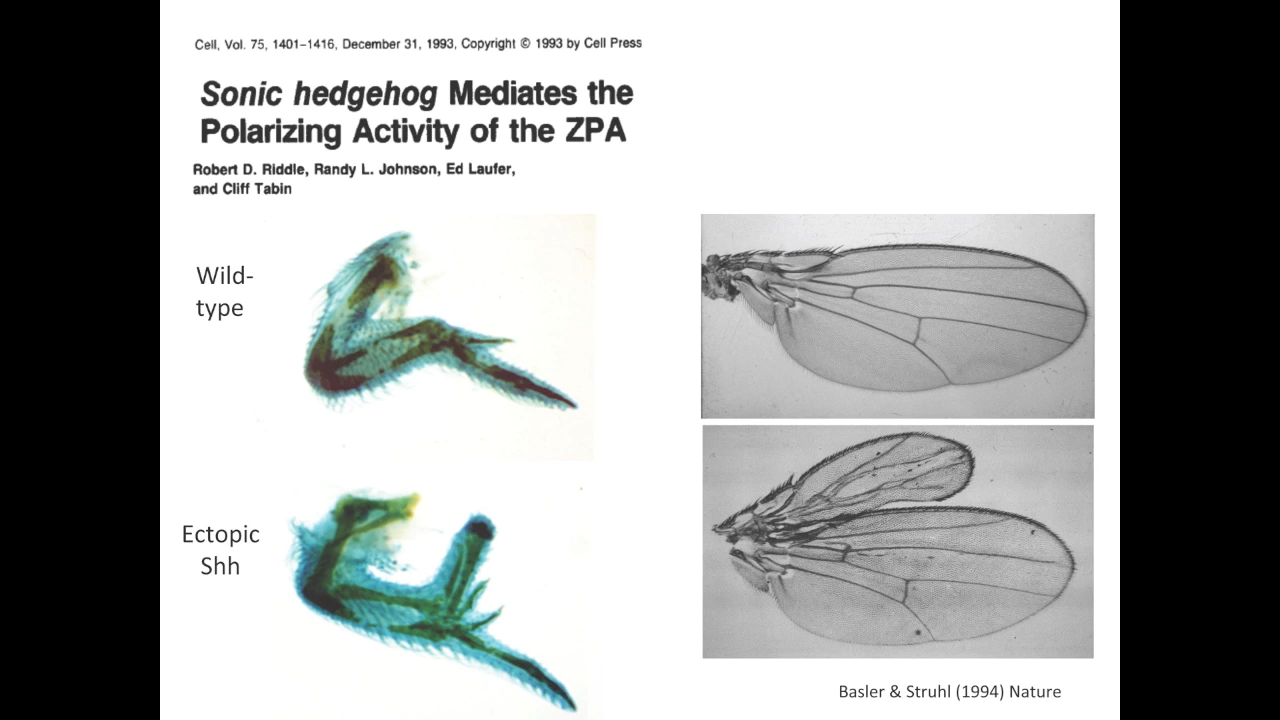 Cell, Vol. 75, 1401–1416, December 31, 1993, Copyright © 1993 by Cell Press
Sonic hedgehog Mediates the
Polarizing Activity of the ZPA
Robert D. Riddle, Randy L. Johnson, Ed Laufer,
and Cliff Tabin
Wild-
type
Ectopic
Shh
Basler & Struhl (1994) Nature